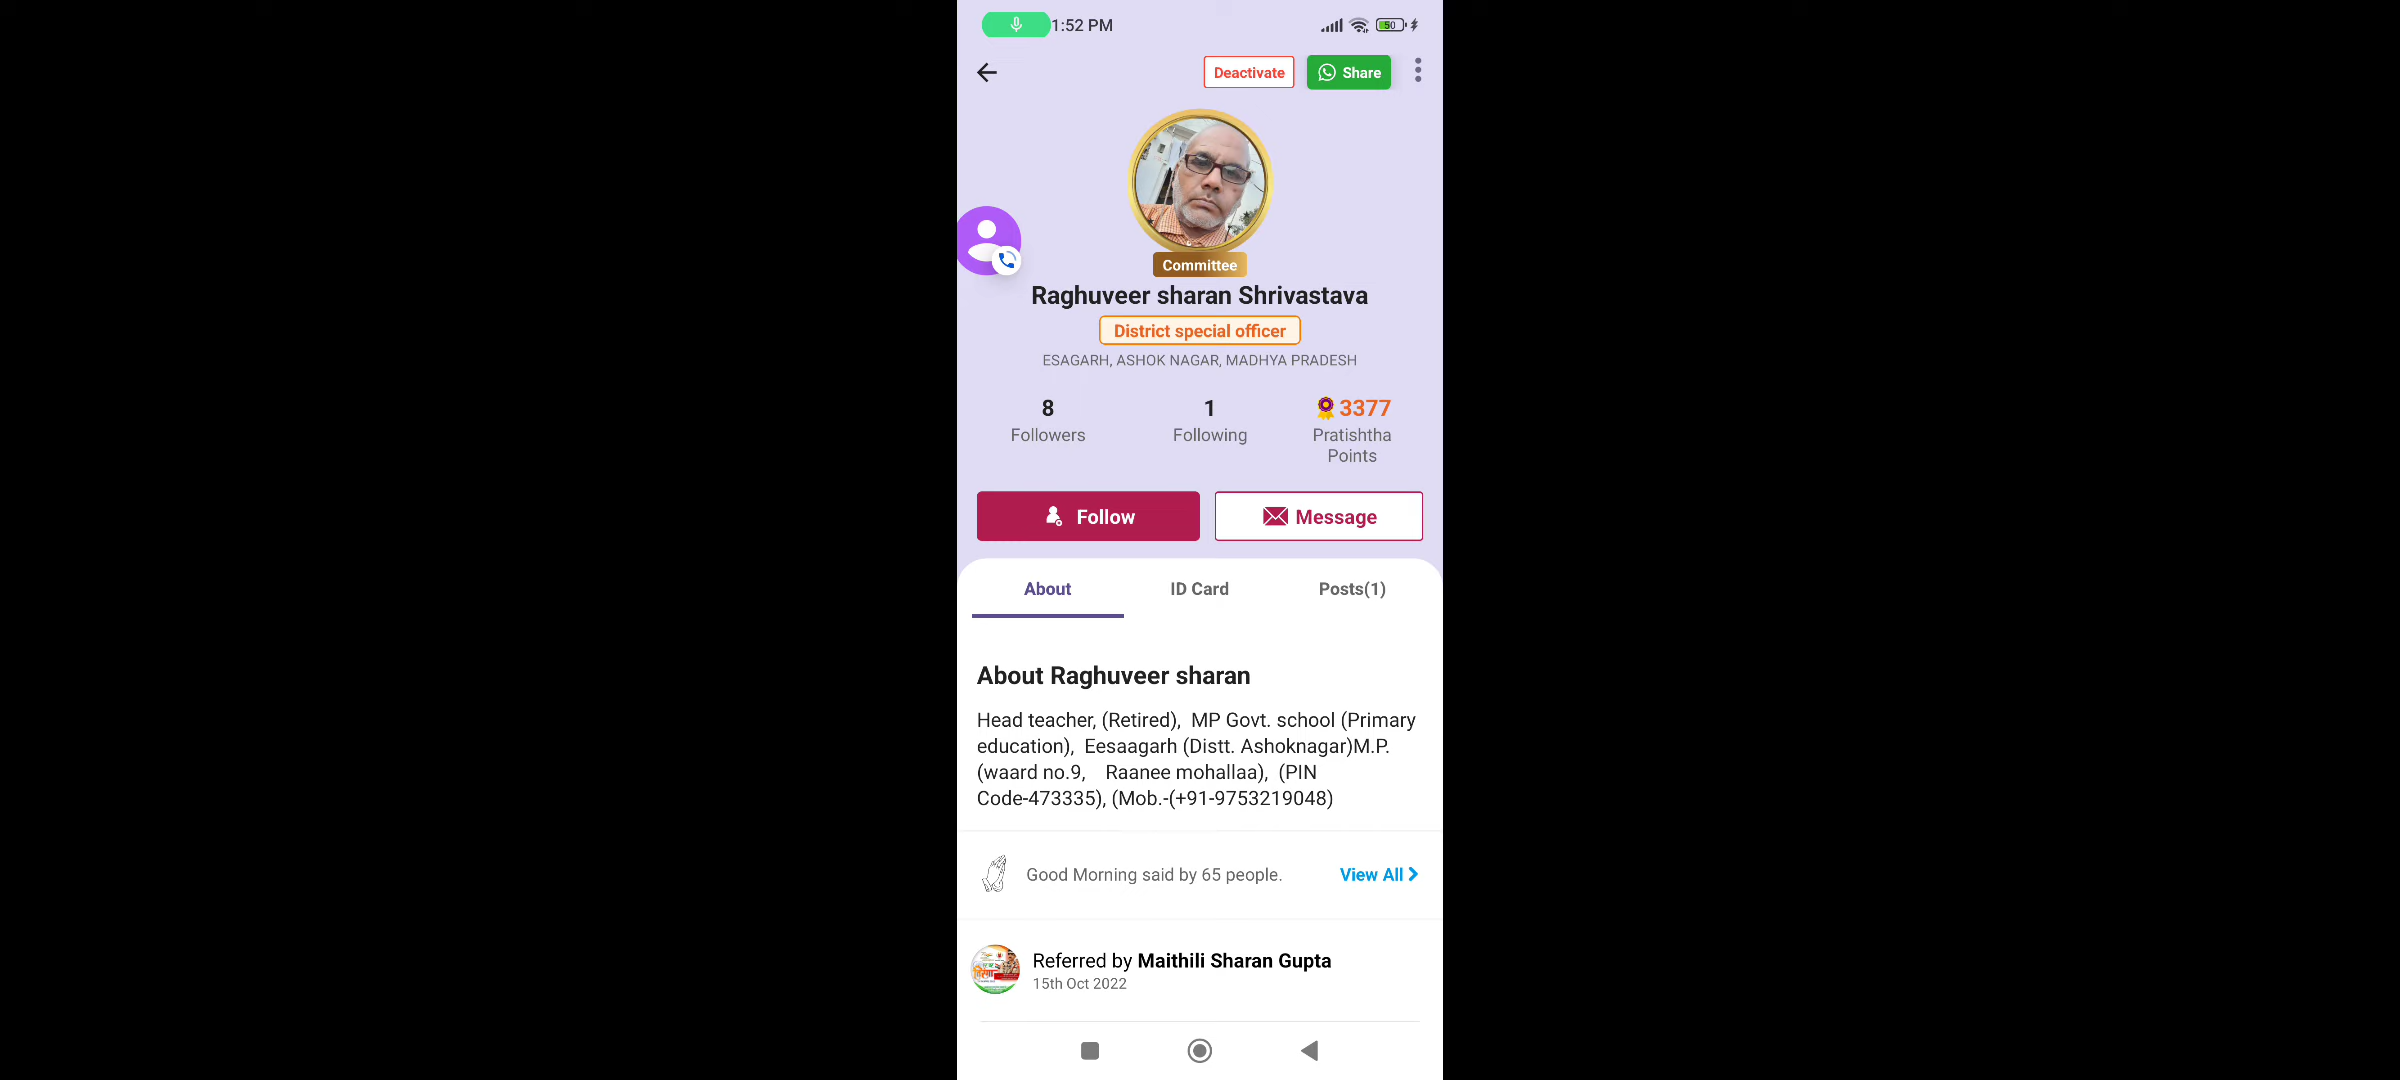 1:52 PM
50
Deactivate
Share
Committee
Raghuveer sharan Shrivastava
District special officer
ESAGARH, ASHOK NAGAR, MADHYA PRADESH
8
Followers
1
Following
3377
Pratishtha
Points
Follow
Message
About
ID Card
Posts(1)
About Raghuveer sharan
Head teacher, (Retired),  MP Govt. school (Primary
education),  Eesaagarh (Distt. Ashoknagar)M.P.
(waard no.9,    Raanee mohallaa),  (PIN
Code-473335), (Mob.-(+91-9753219048)
Good Morning said by 65 people.
View All
Referred by Maithili Sharan Gupta
15th Oct 2022